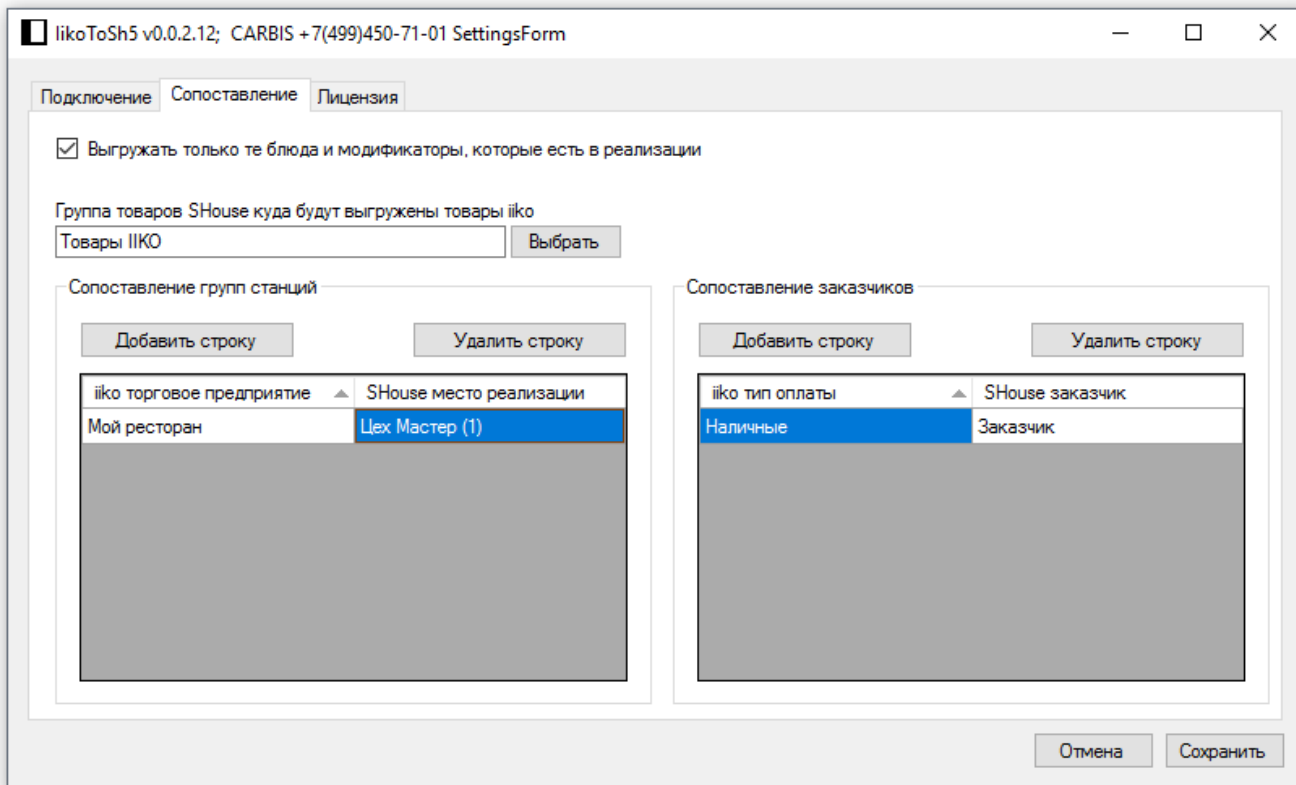 IikoToSh5 v0.0.2.12; CARBIS +7(499)450-71-01 SettingsForm
Подключение Сопоставление Лицензия
Выгружать только те блюда и модификаторы, которые есть в реализации
Группа товаров SHouse куда будут выгружены товары iiko
Товары IIKO Выбрать
Сопоставление групп станций
Добавить строку Удалить строку
iiko торговое предприятие SHouse место реализации
Мой ресторан Цех Мастер (1)
Сопоставление заказчиков
Добавить строку Удалить строку
iiko тип оплаты SHouse заказчик
Наличные Заказчик
Отмена Сохранить